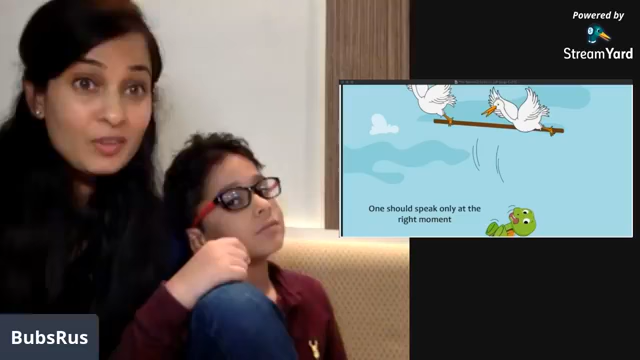 Powered by
StreamYard
One should speak only at the
right moment
BubsRus